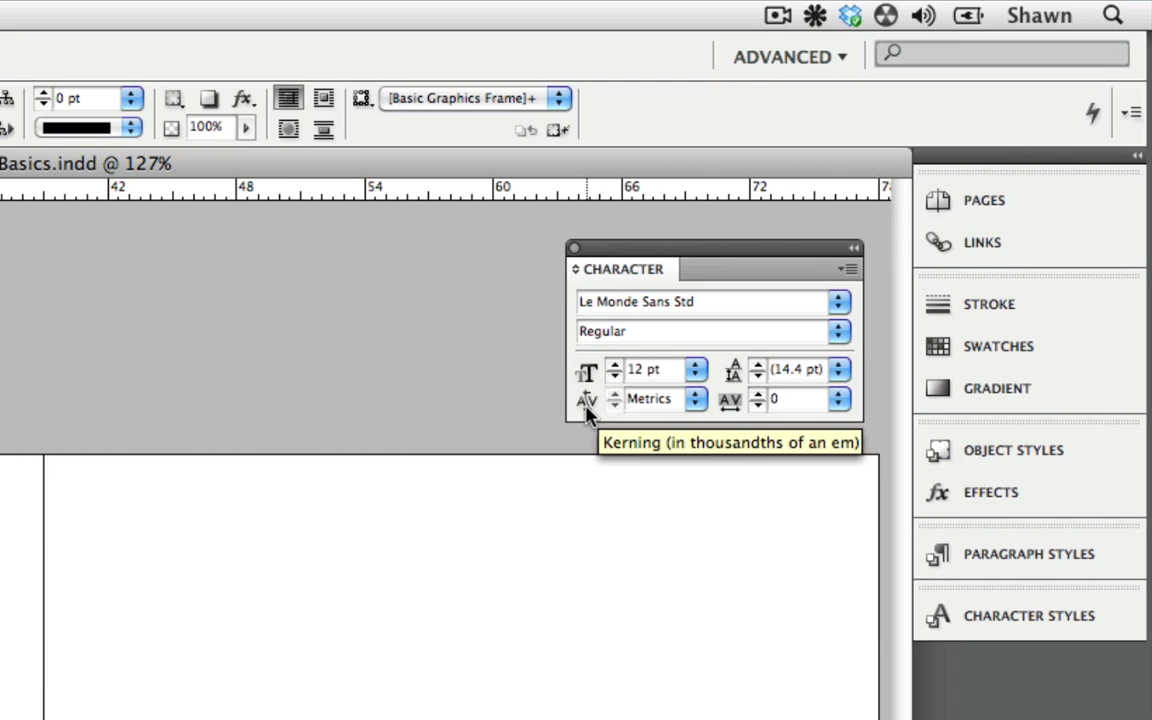 Shawn
ADVANCED
0 pt
fx.
[Basic Graphics Frame]+
100%
Basics.indd @ 127%
42 48 54 60 66 72
PAGES
LINKS
CHARACTER
Le Monde Sans Std
Regular
12 pt (14.4 pt)
Metrics 0
Kerning (in thousandths of an em)
STROKE
SWATCHES
GRADIENT
OBJECT STYLES
fx EFFECTS
PARAGRAPH STYLES
CHARACTER STYLES